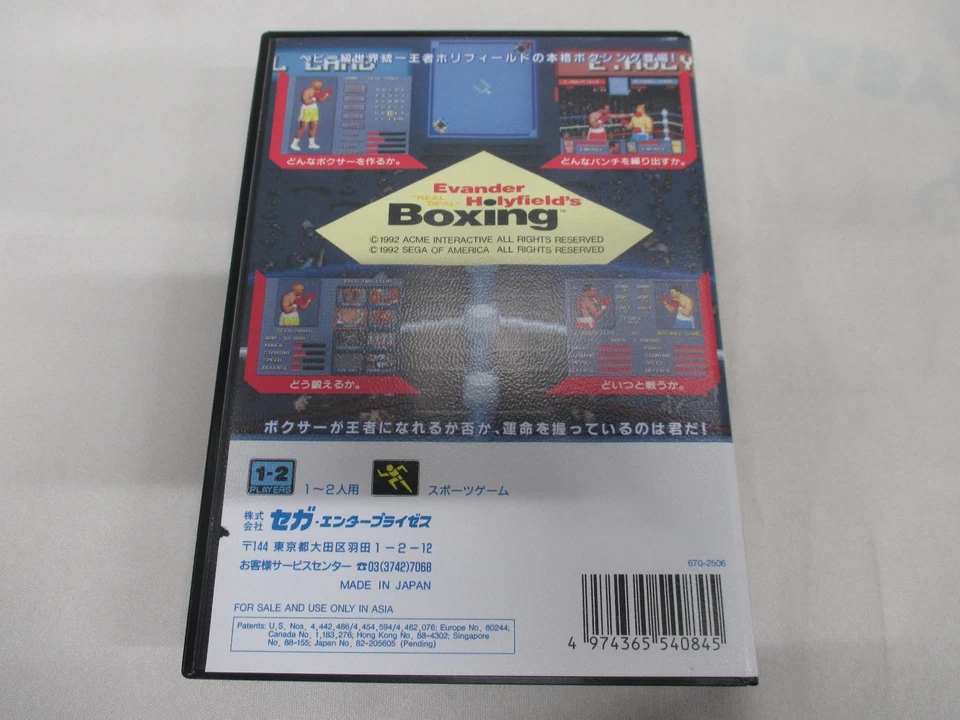 ヘビー級世界統一王者ホリフィールドの本格ボクシング登場!
L LAND
E.HOLY
どんなボクサーを作るか。
どんなパンチを繰り出すか。
Evander
"REAL DEAL" Holyfield's
Boxing™
©1992 ACME INTERACTIVE ALL RIGHTS RESERVED
©1992 SEGA OF AMERICA ALL RIGHTS RESERVED
どう鍛えるか。
どいつと戦うか。
ボクサーが王者になれるか否か、運命を握っているのは君だ!
1-2 PLAYERS 1〜2人用 スポーツゲーム
株式会社 セガ・エンタープライゼス
〒144 東京都大田区羽田1-2-12
お客様サービスセンター ☎03(3742)7068
MADE IN JAPAN
670-2506
FOR SALE AND USE ONLY IN ASIA
Patents: U.S. Nos. 4,442,486/4,454,594/4,462,076; Europe No. 80244;
Canada No. 1,183,276; Hong Kong No. 88-4302; Singapore
No. 88-155; Japan No. 82-205605 (Pending)
4 974365 540845